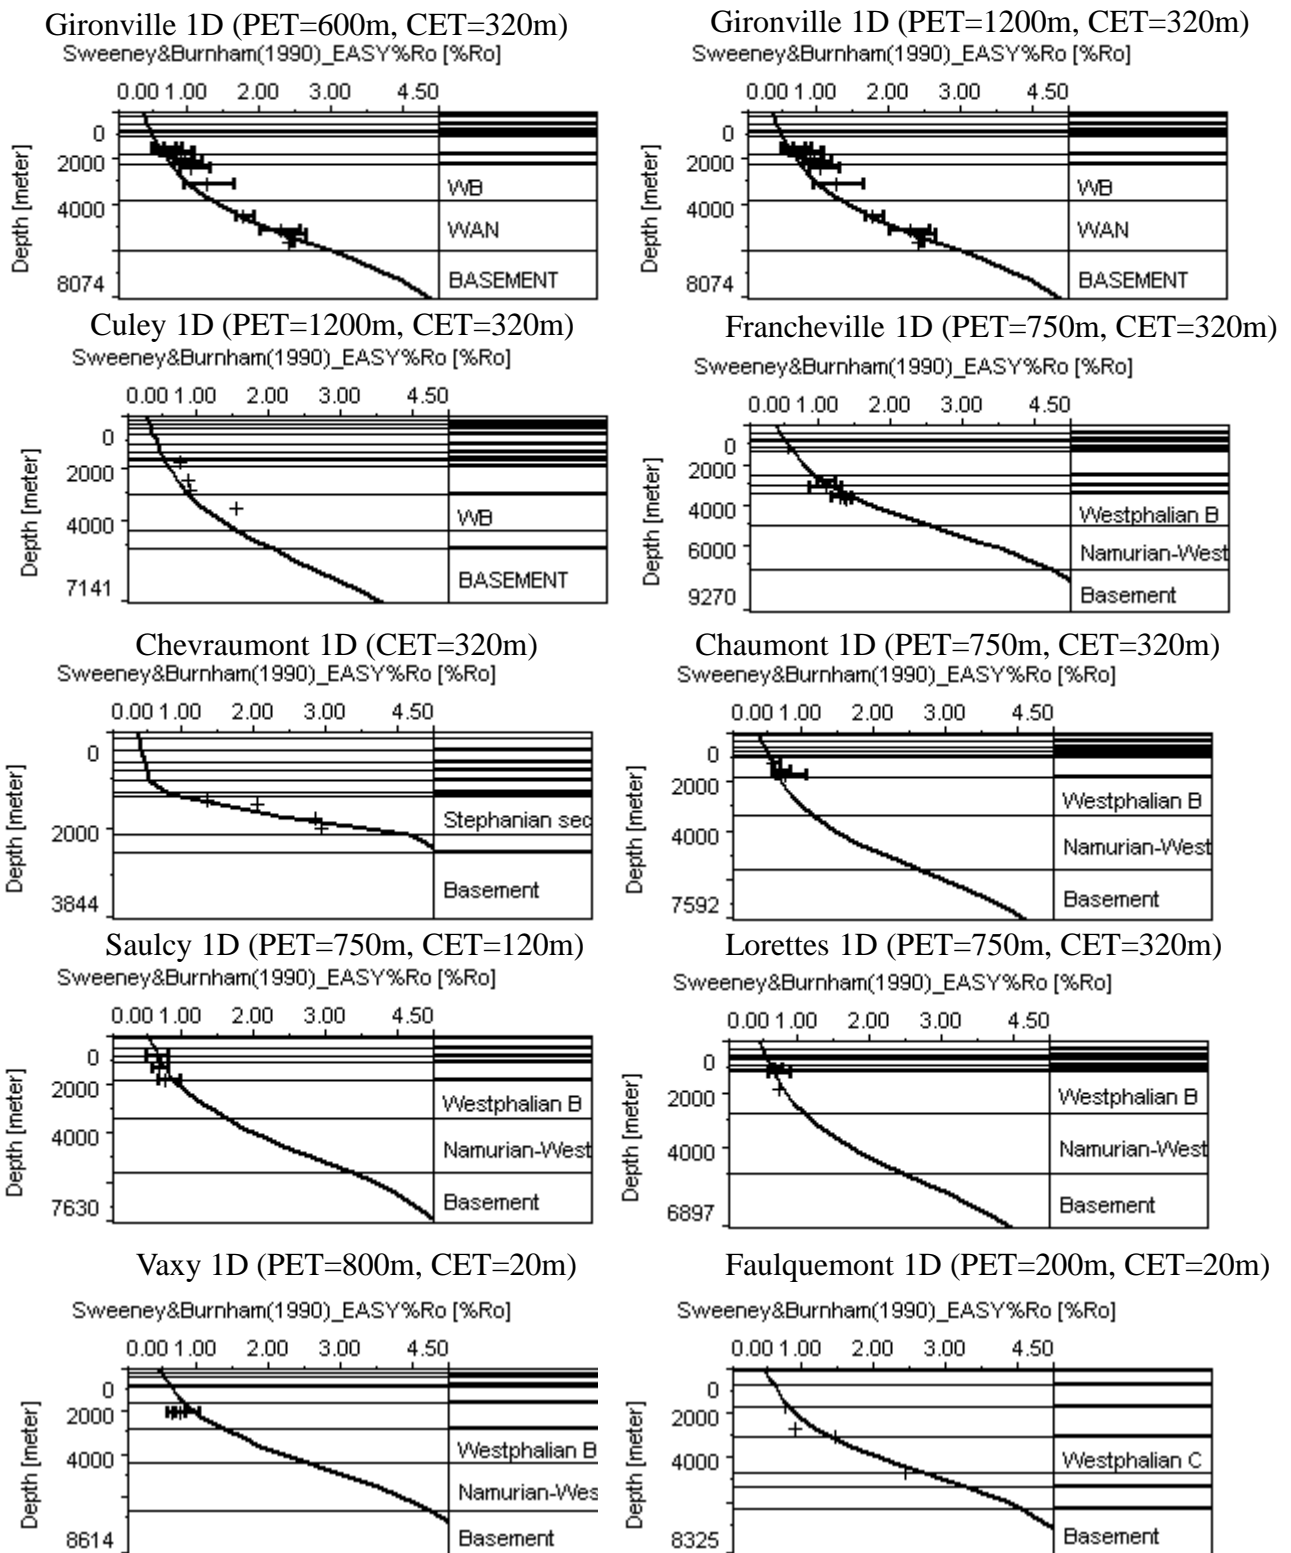 Gironville 1D (PET=600m, CET=320m)
Sweeney&Burnham(1990)_EASY%Ro [%Ro]
0.00 1.00 2.00 3.00 4.50
Depth [meter]
0
2000
4000
8074
WB
WAN
BASEMENT
Gironville 1D (PET=1200m, CET=320m)
Sweeney&Burnham(1990)_EASY%Ro [%Ro]
0.00 1.00 2.00 3.00 4.50
Depth [meter]
0
2000
4000
8074
WB
WAN
BASEMENT
Culey 1D (PET=1200m, CET=320m)
Sweeney&Burnham(1990)_EASY%Ro [%Ro]
0.00 1.00 2.00 3.00 4.50
Depth [meter]
0
2000
4000
7141
WB
BASEMENT
Francheville 1D (PET=750m, CET=320m)
Sweeney&Burnham(1990)_EASY%Ro [%Ro]
0.00 1.00 2.00 3.00 4.50
Depth [meter]
0
2000
4000
6000
9270
Westphalian B
Namurian-West
Basement
Chevraumont 1D (CET=320m)
Sweeney&Burnham(1990)_EASY%Ro [%Ro]
0.00 1.00 2.00 3.00 4.50
Depth [meter]
0
2000
3844
Stephanian sec
Basement
Chaumont 1D (PET=750m, CET=320m)
Sweeney&Burnham(1990)_EASY%Ro [%Ro]
0.00 1.00 2.00 3.00 4.50
Depth [meter]
0
2000
4000
7592
Westphalian B
Namurian-West
Basement
Saulcy 1D (PET=750m, CET=120m)
Sweeney&Burnham(1990)_EASY%Ro [%Ro]
0.00 1.00 2.00 3.00 4.50
Depth [meter]
0
2000
4000
7630
Westphalian B
Namurian-West
Basement
Lorettes 1D (PET=750m, CET=320m)
Sweeney&Burnham(1990)_EASY%Ro [%Ro]
0.00 1.00 2.00 3.00 4.50
Depth [meter]
0
2000
4000
6897
Westphalian B
Namurian-West
Basement
Vaxy 1D (PET=800m, CET=20m)
Sweeney&Burnham(1990)_EASY%Ro [%Ro]
0.00 1.00 2.00 3.00 4.50
Depth [meter]
0
2000
4000
8614
Westphalian B
Namurian-Wes
Basement
Faulquemont 1D (PET=200m, CET=20m)
Sweeney&Burnham(1990)_EASY%Ro [%Ro]
0.00 1.00 2.00 3.00 4.50
Depth [meter]
0
2000
4000
8325
Westphalian C
Basement